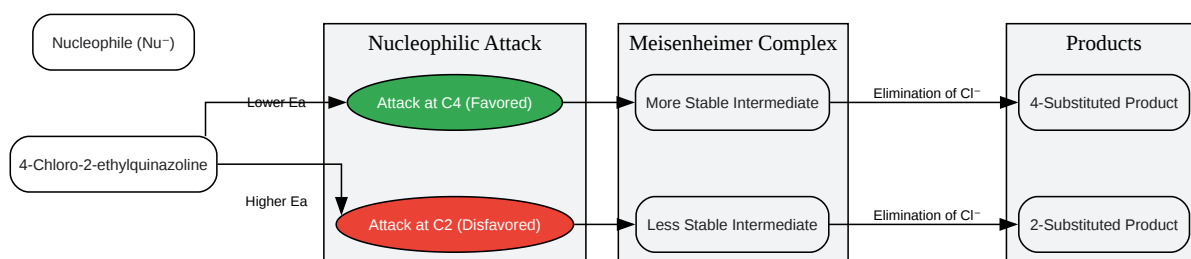 Nucleophile (Nu⁻)
4-Chloro-2-ethylquinazoline
Lower Ea
Higher Ea
Nucleophilic Attack
Attack at C4 (Favored)
Attack at C2 (Disfavored)
Meisenheimer Complex
More Stable Intermediate
Less Stable Intermediate
Elimination of Cl⁻
Elimination of Cl⁻
Products
4-Substituted Product
2-Substituted Product